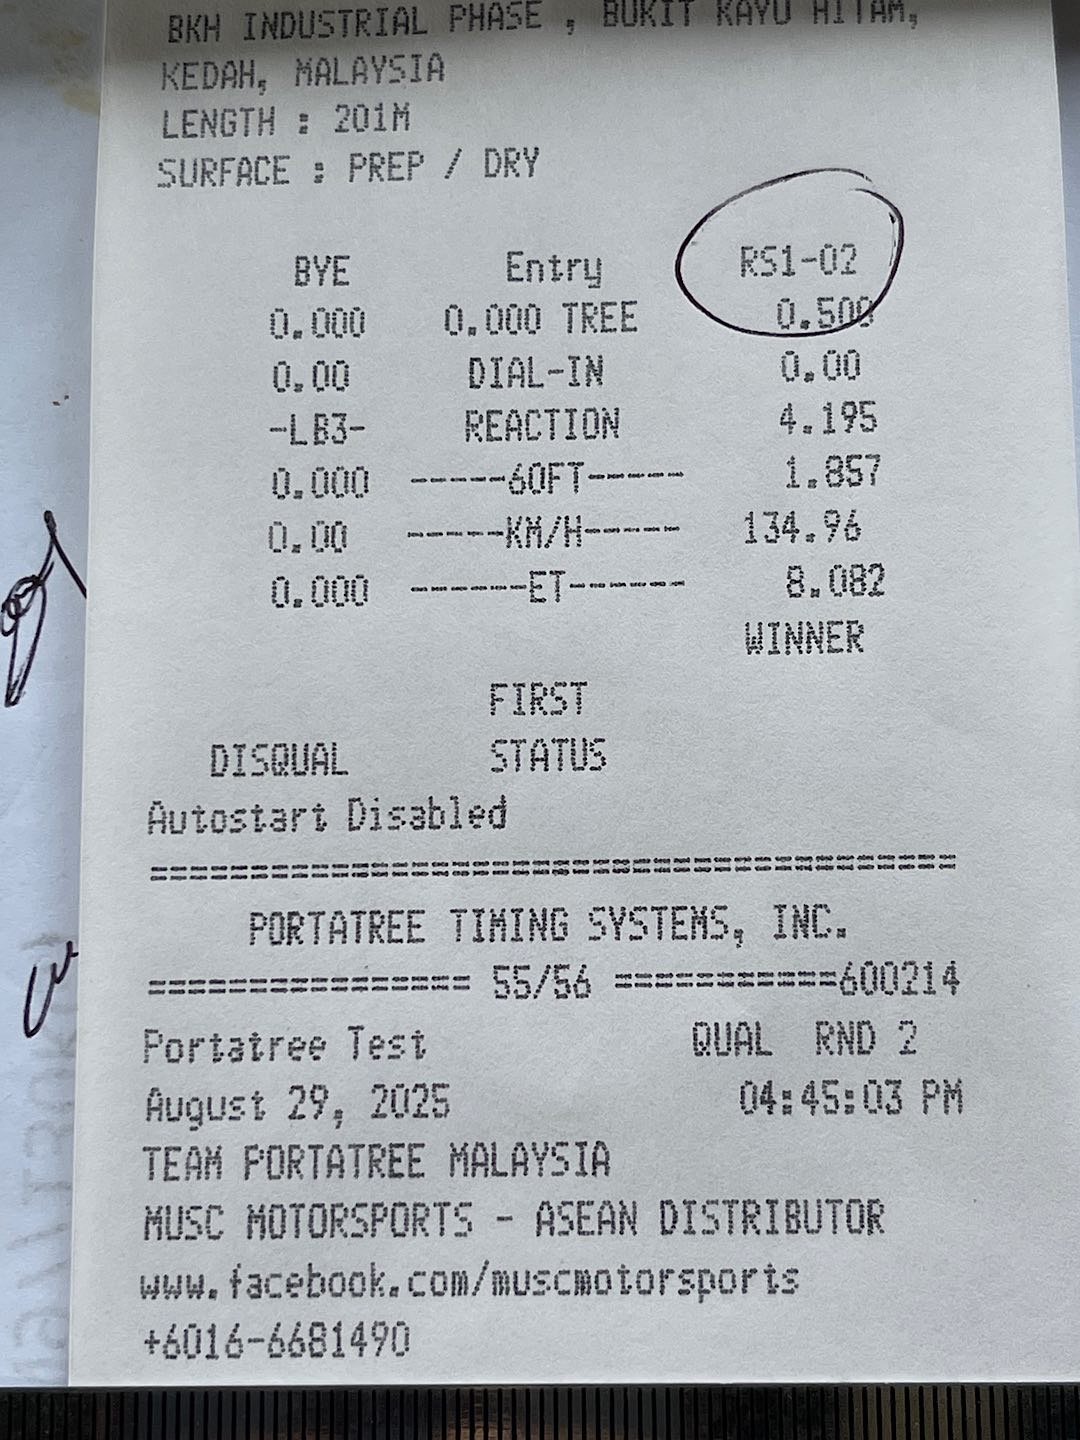 BKH INDUSTRIAL PHASE , BUKIT KAYU HITAM,
KEDAH, MALAYSIA
LENGTH : 201M
SURFACE : PREP / DRY
BYE Entry RS1-02
0.000 0.000 TREE 0.509
0.00 DIAL-IN 0.00
-LB3- REACTION 4.195
0.000 -----60FT----- 1.857
0.00 -----KM/H----- 134.96
0.000 ------ET------ 8.082
WINNER
FIRST
DISQUAL STATUS
Autostart Disabled
========================================
PORTATREE TIMING SYSTEMS, INC.
================ 55/56 ===========600214
Portatree Test QUAL RND 2
August 29, 2025 04:45:03 PM
TEAM PORTATREE MALAYSIA
MUSC MOTORSPORTS - ASEAN DISTRIBUTOR
www.facebook.com/muscmotorsports
+6016-6681490